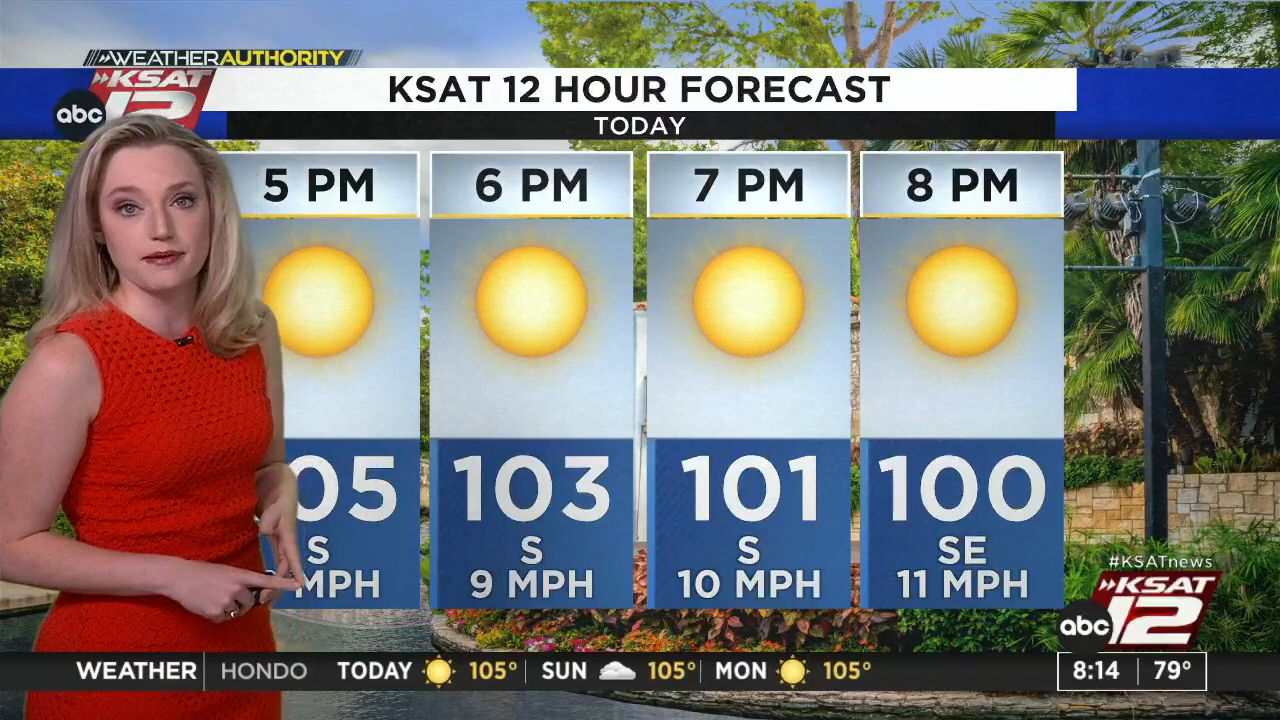 WEATHERAUTHORITY
KSAT
12
abc
KSAT 12 HOUR FORECAST
TODAY
5 PM
6 PM
7 PM
8 PM
05
103
101
100
S
S
S
SE
MPH
9 MPH
10 MPH
11 MPH
#KSATnews
KSAT
abc 12
WEATHER HONDO TODAY 105° SUN 105° MON 105°
8:14 79°